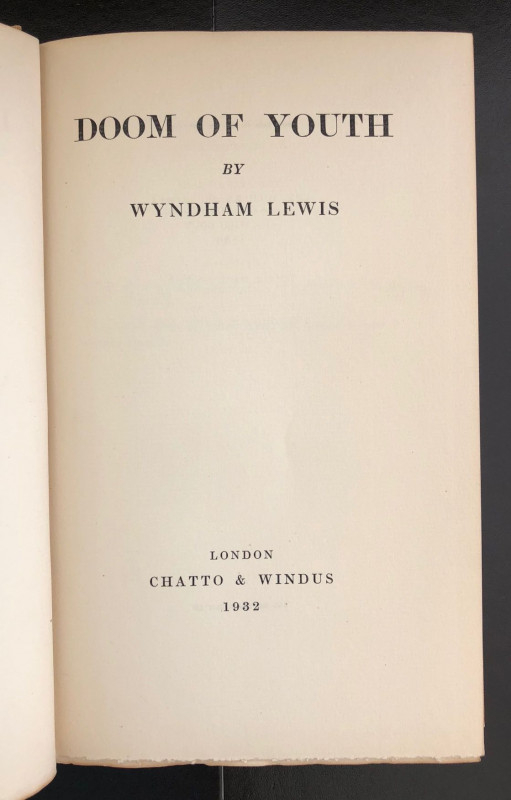 DOOM OF YOUTH
BY
WYNDHAM LEWIS
LONDON
CHATTO & WINDUS
1932